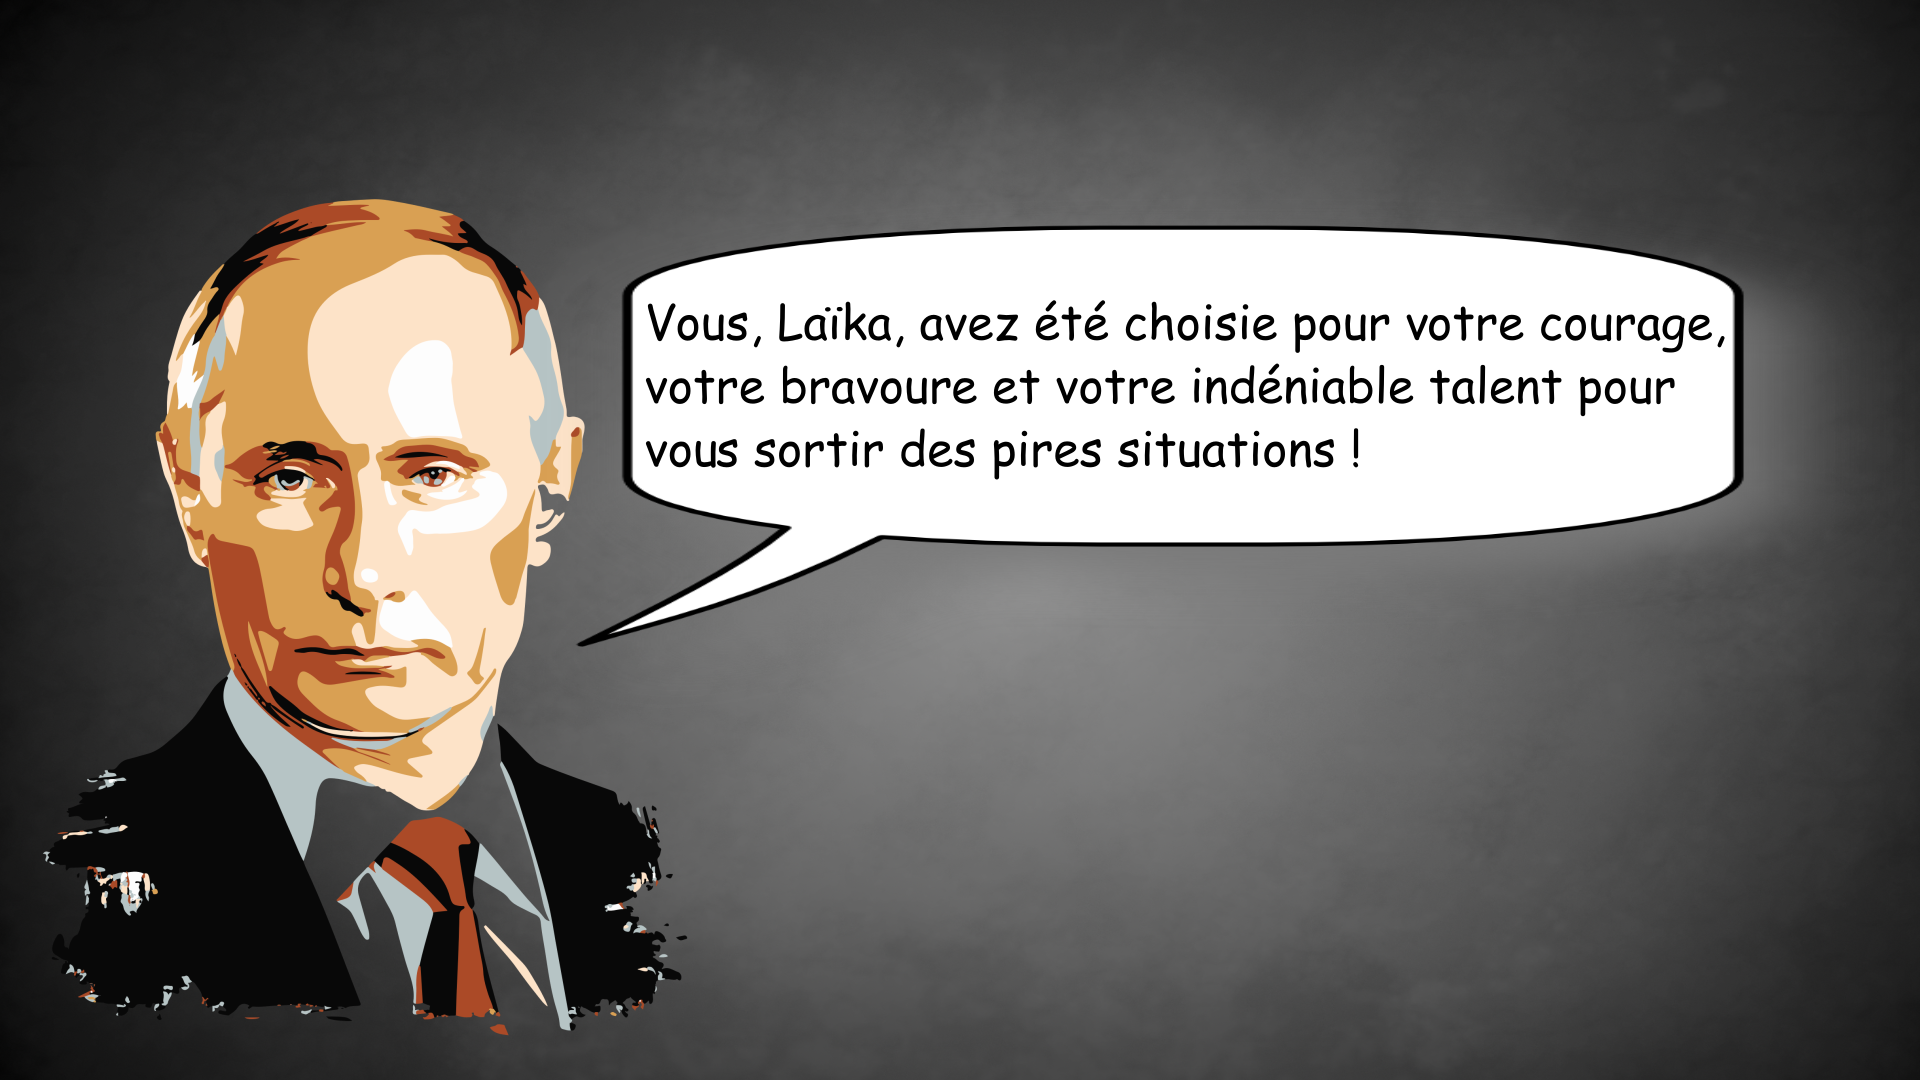 Vous, Laïka, avez été choisie pour votre courage,
votre bravoure et votre indéniable talent pour
vous sortir des pires situations !